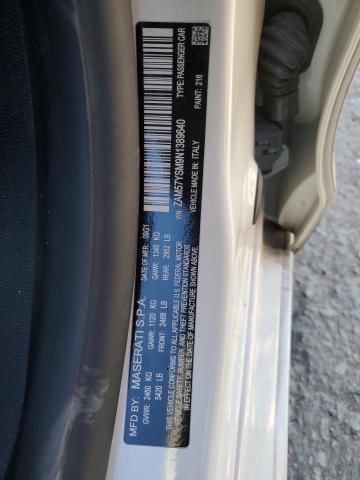 MFD BY: MASERATI S.P.A.
DATE OF MFR: 09/21
GVWR: 2460 KG
GAWR: 1120 KG
GAWR: 1340 KG
5420 LB
FRONT: 2468 LB
REAR: 2952 LB
THIS VEHICLE CONFORMS TO ALL APPLICABLE U.S. FEDERAL MOTOR
VEHICLE SAFETY, BUMPER, AND THEFT PREVENTION STANDARDS
IN EFFECT ON THE DATE OF MANUFACTURE SHOWN ABOVE.
VIN: ZAM57YSM9N1389640
TYPE: PASSENGER CAR
VEHICLE MADE IN: ITALY
PAINT: 216